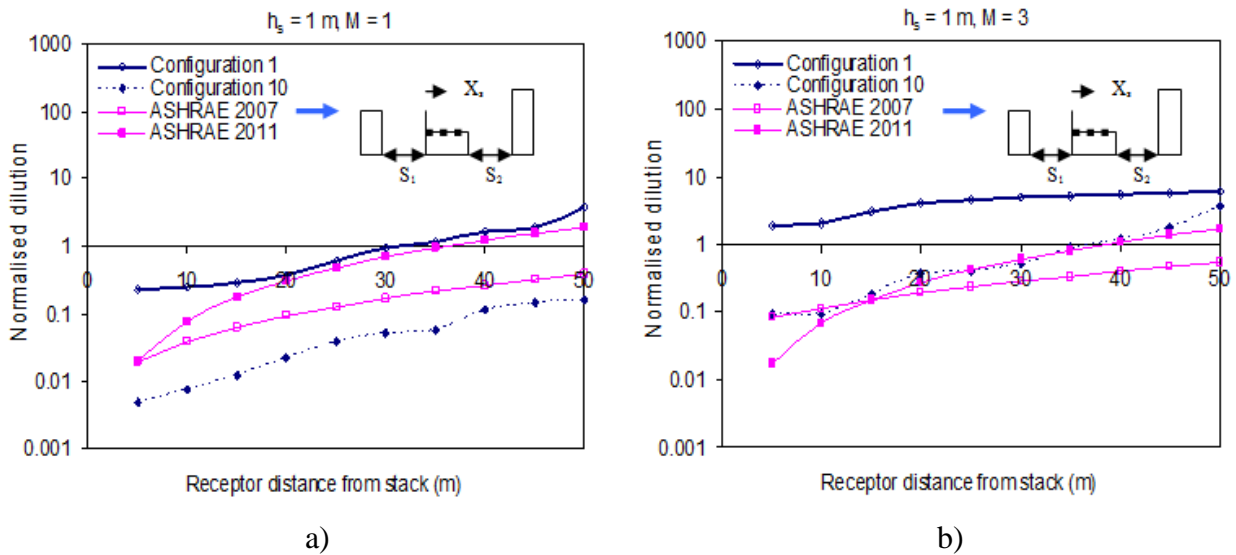 hₛ = 1 m, M = 1
1000
100
10
1
0.1
0.01
0.001
Normalised dilution
Configuration 1
Configuration 10
ASHRAE 2007
ASHRAE 2011
S₁
S₂
0
10
20
30
40
50
Receptor distance from stack (m)
a)
hₛ = 1 m, M = 3
1000
100
10
1
0.1
0.01
0.001
Normalised dilution
Configuration 1
Configuration 10
ASHRAE 2007
ASHRAE 2011
S₁
S₂
0
10
20
30
40
50
Receptor distance from stack (m)
b)